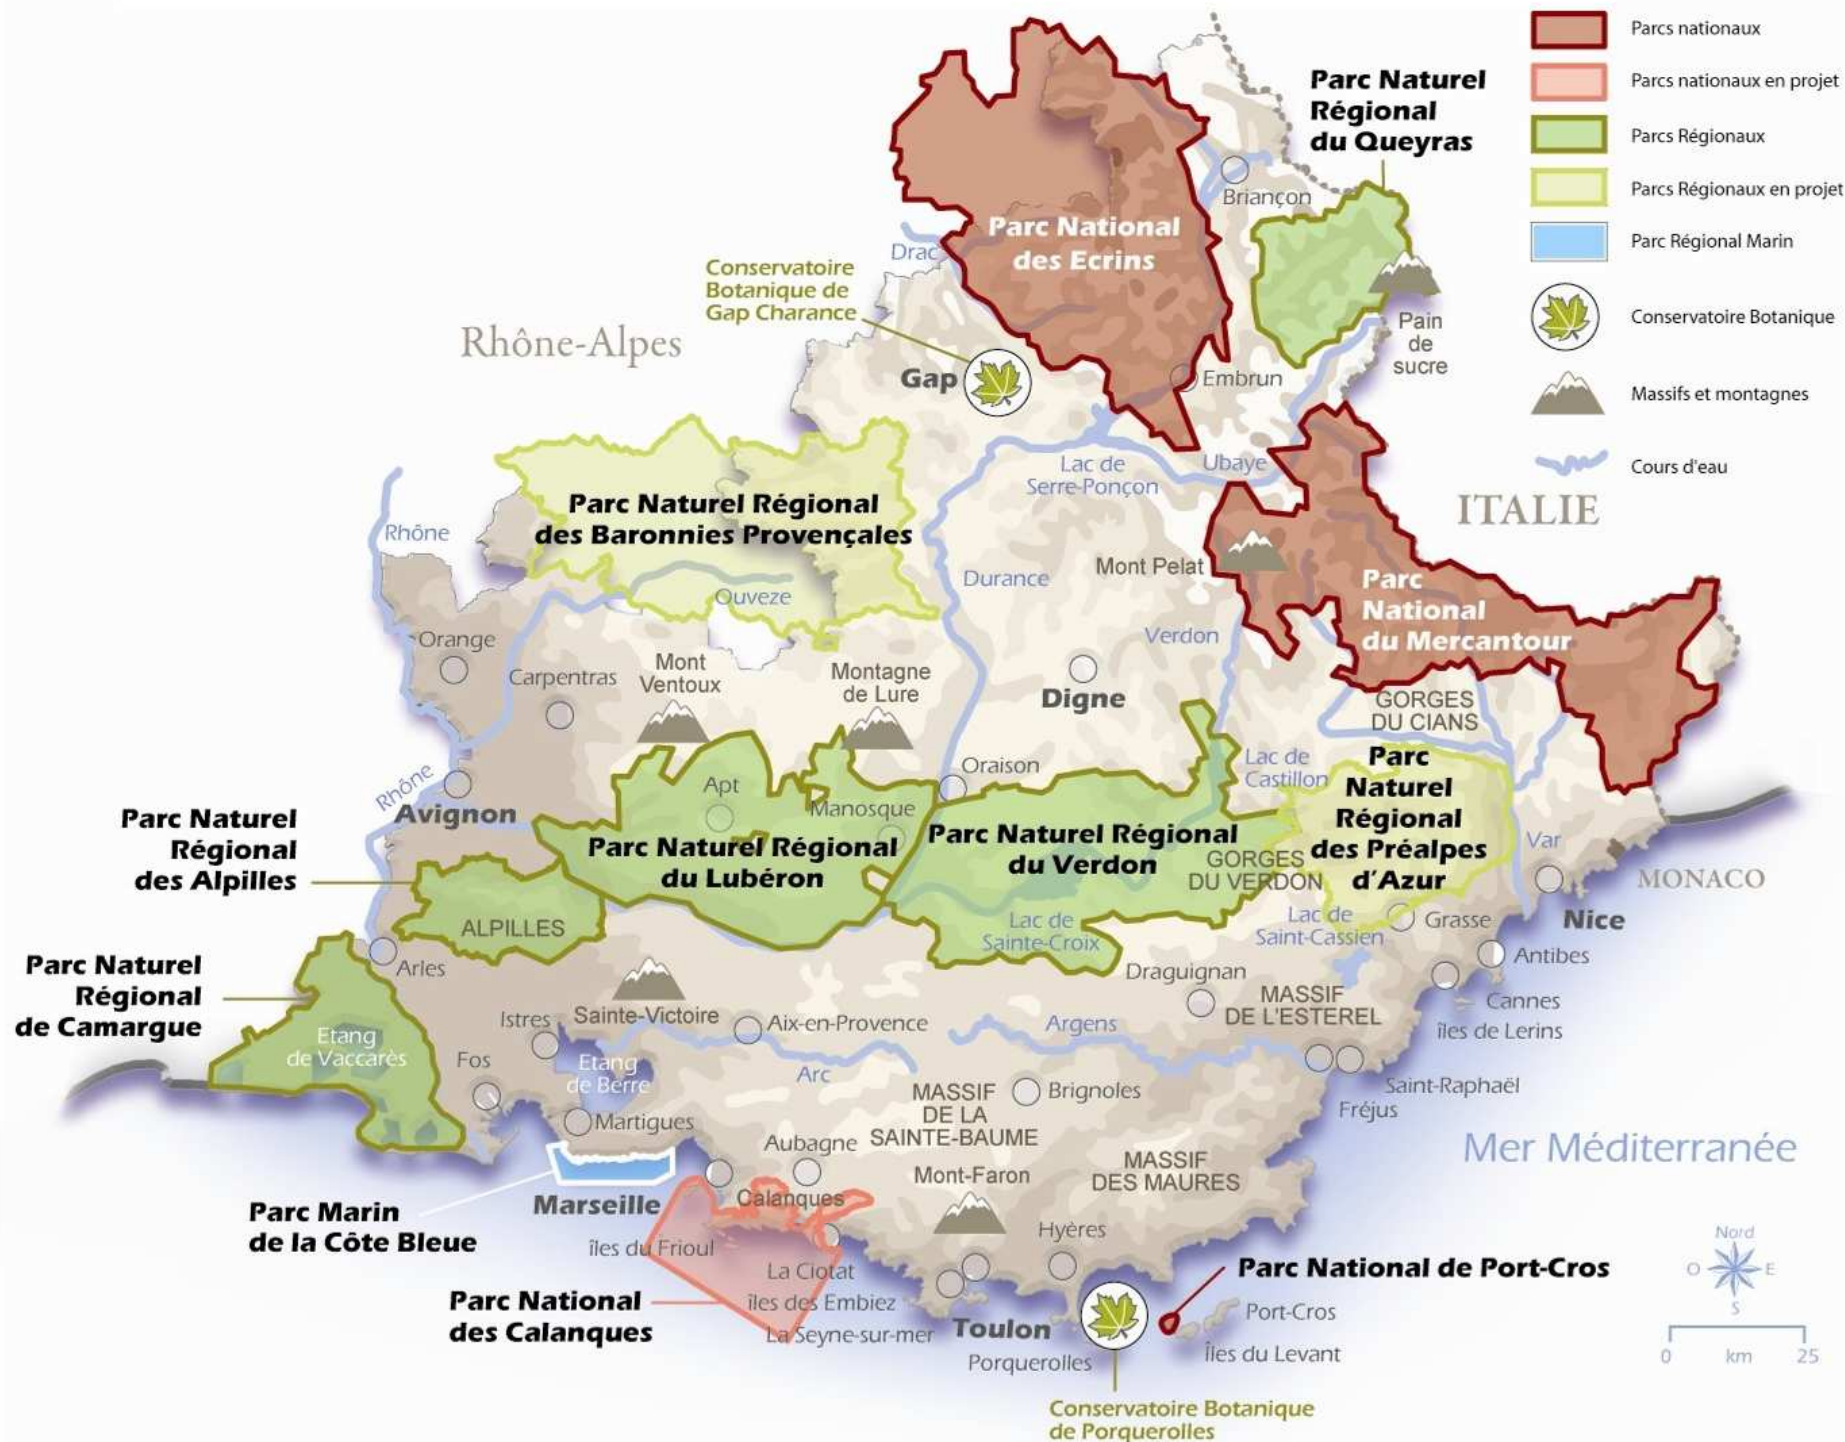 Parcs nationaux
Parcs nationaux en projet
Parcs Régionaux
Parcs Régionaux en projet
Parc Régional Marin
Conservatoire Botanique
Massifs et montagnes
Cours d'eau
Parc Naturel
Régional
du Queyras
Briançon
Parc National
des Ecrins
Drac
Conservatoire
Botanique de
Gap Charance
Rhône-Alpes
Pain
de
sucre
Gap
Embrun
Lac de
Serre-Ponçon
Ubaye
ITALIE
Parc Naturel Régional
des Baronnies Provençales
Rhône
Durance
Mont Pelat
Parc
National
du Mercantour
Ouveze
Verdon
Orange
Carpentras
Mont
Ventoux
Montagne
de Lure
Digne
GORGES
DU CIANS
Rhône
Avignon
Apt
Manosque
Oraison
Lac de
Castillon
Parc
Naturel
Régional
des Préalpes
d'Azur
Parc Naturel
Régional
des Alpilles
Parc Naturel Régional
du Lubéron
Parc Naturel Régional
du Verdon
GORGES
DU VERDON
Var
MONACO
Nice
ALPILLES
Lac de
Sainte-Croix
Lac de
Saint-Cassien
Grasse
Antibes
Arles
Parc Naturel
Régional
de Camargue
Draguignan
MASSIF
DE L'ESTEREL
Cannes
îles de Lerins
Etang
de Vaccarès
Istres
Sainte-Victoire
Aix-en-Provence
Argens
Fos
Etang
de Berre
Arc
Saint-Raphaël
Fréjus
MASSIF
DE LA
SAINTE-BAUME
Brignoles
Martigues
Aubagne
Mont-Faron
MASSIF
DES MAURES
Mer Méditerranée
Parc Marin
de la Côte Bleue
Marseille
Calanques
îles du Frioul
Hyères
La Ciotat
Parc National de Port-Cros
Parc National
des Calanques
îles des Embiez
La Seyne-sur-mer
Toulon
Port-Cros
Porquerolles
Îles du Levant
Conservatoire Botanique
de Porquerolles
Nord
O E
S
0 km 25